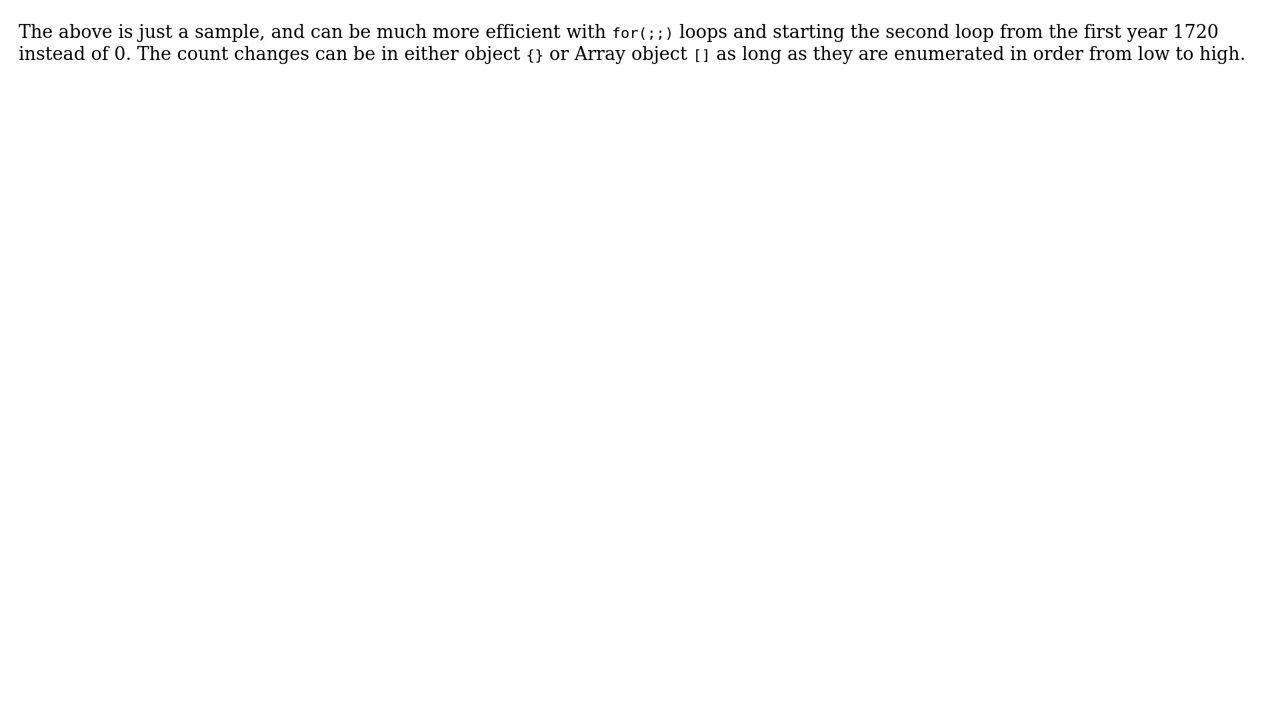 The above is just a sample, and can be much more efficient with for(;;) loops and starting the second loop from the first year 1720
instead of 0. The count changes can be in either object {} or Array object [] as long as they are enumerated in order from low to high.